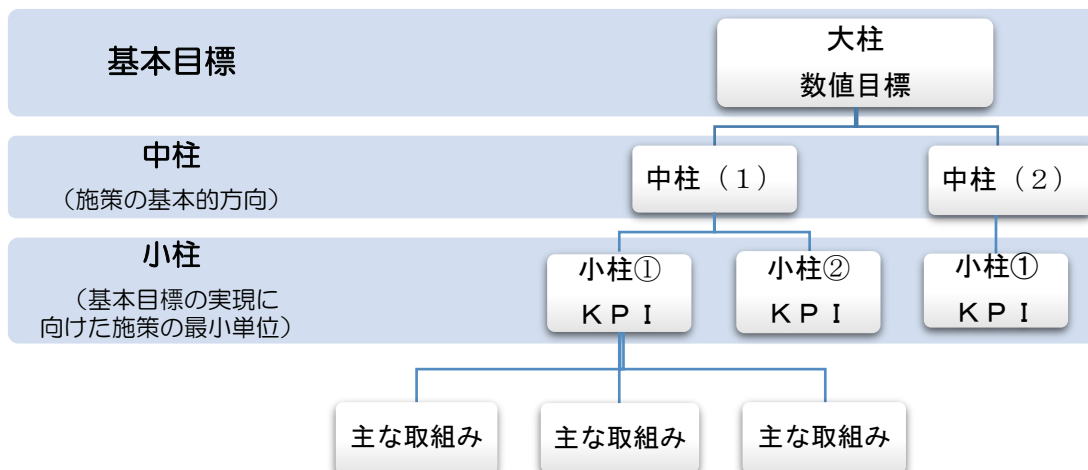 基本目標
大柱
数値目標
中柱
（施策の基本的方向）
中柱（１）
中柱（２）
小柱
（基本目標の実現に
向けた施策の最小単位）
小柱①
ＫＰＩ
小柱②
ＫＰＩ
小柱①
ＫＰＩ
主な取組み
主な取組み
主な取組み